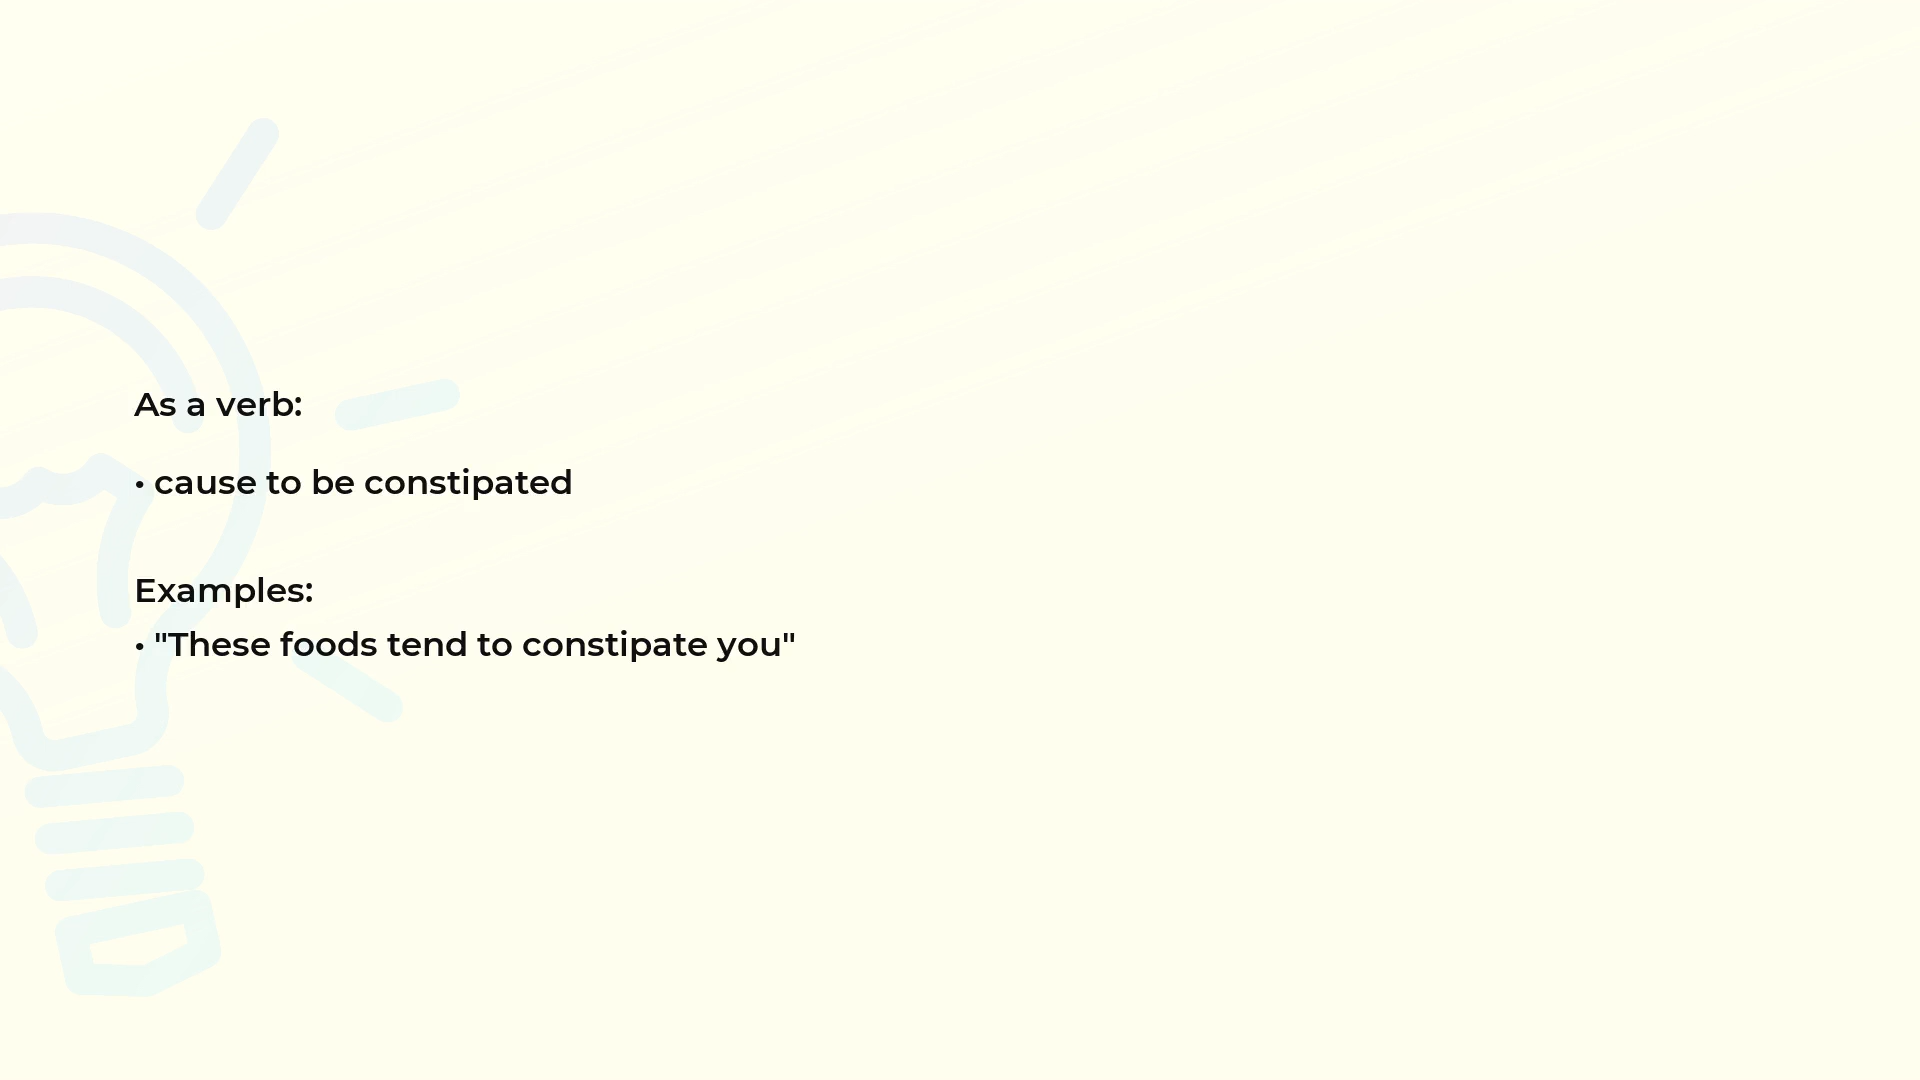 As a verb:
• cause to be constipated
Examples:
• "These foods tend to constipate you"